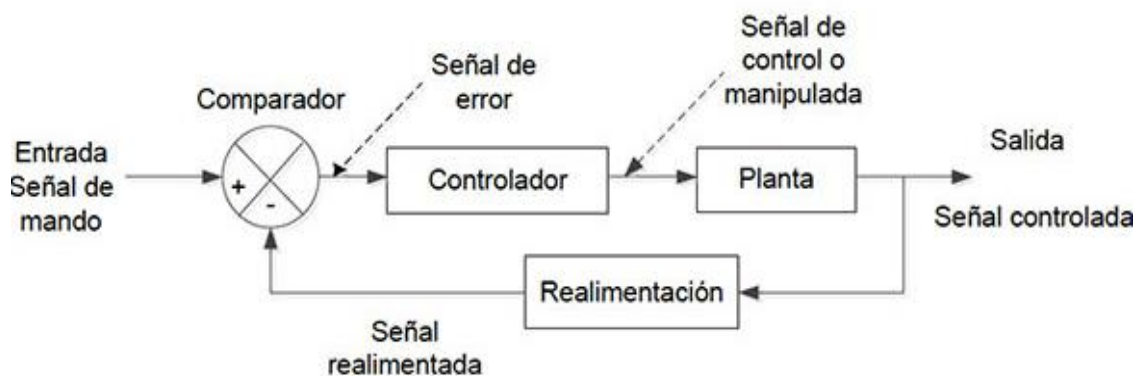 Señal de
control o
manipulada
Señal de
error
Comparador
Entrada
Señal de
mando
+
-
Controlador
Planta
Salida
Señal controlada
Realimentación
Señal
realimentada